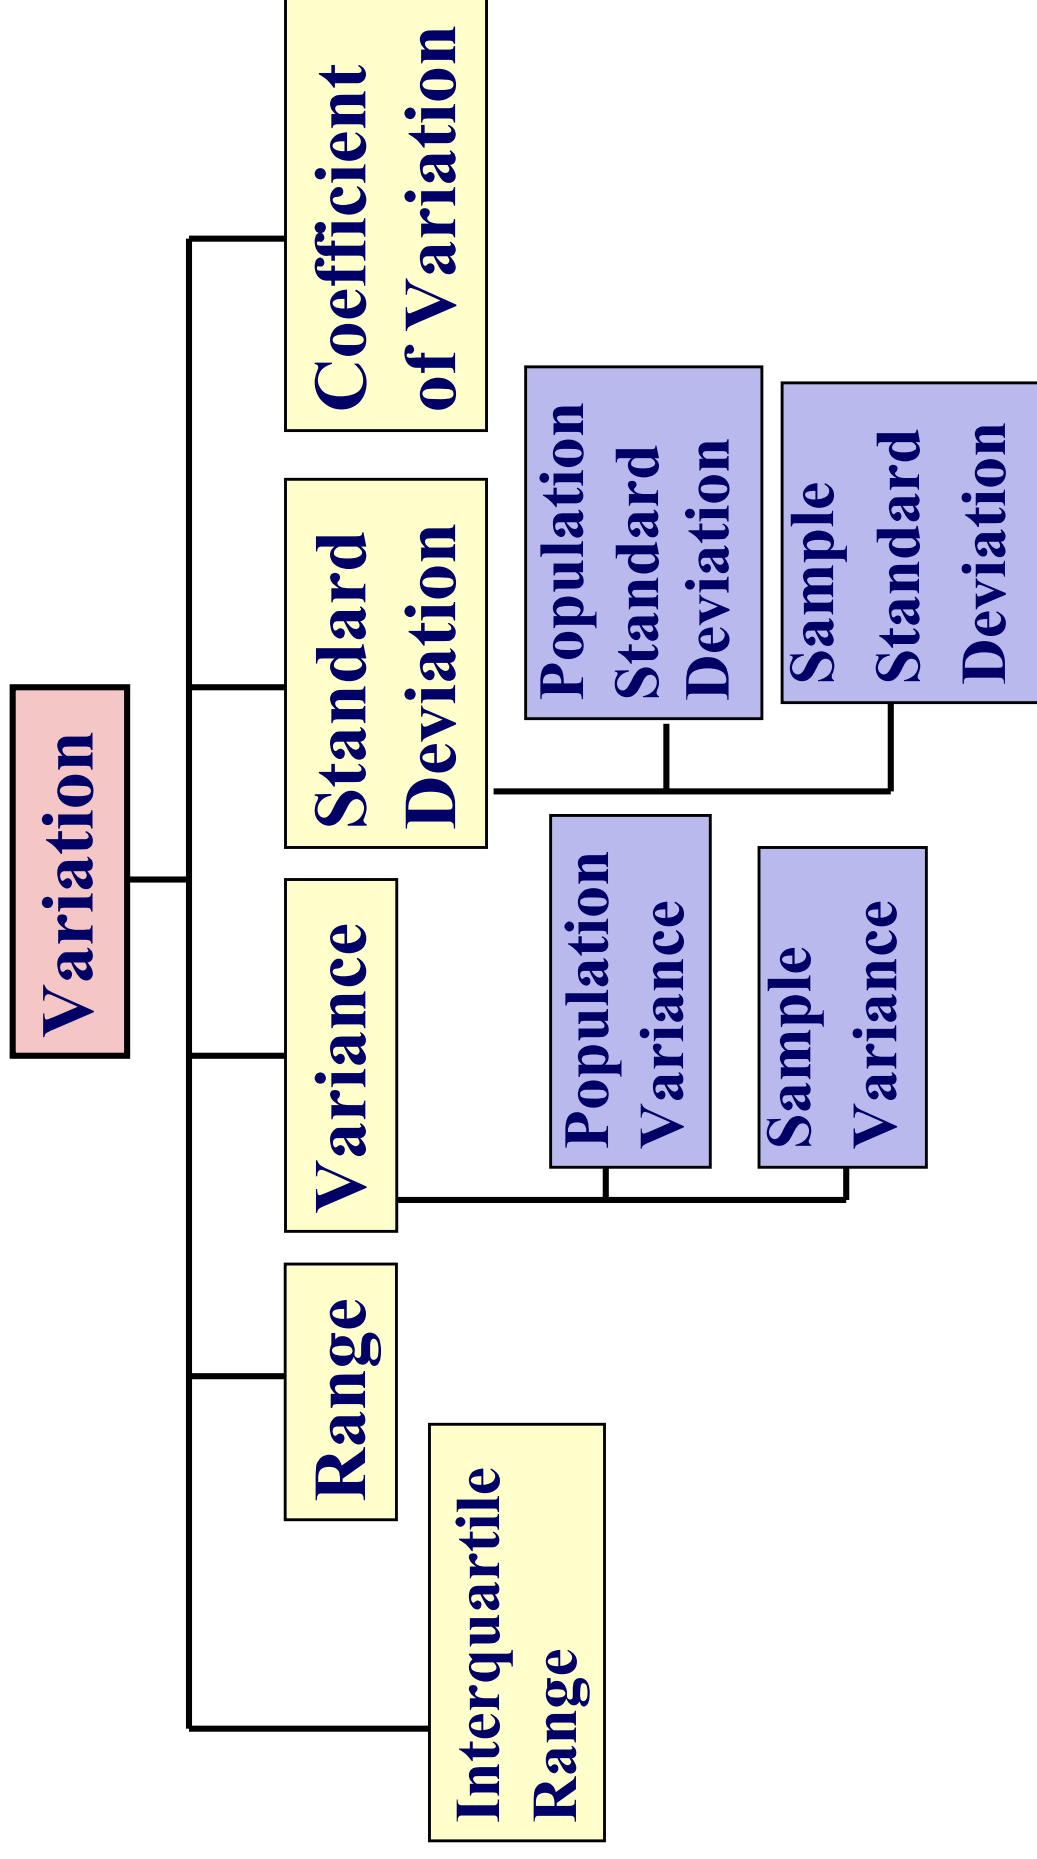 Variation
Interquartile
Range
Range
Variance
Standard
Deviation
Coefficient
of Variation
Population
Variance
Sample
Variance
Population
Standard
Deviation
Sample
Standard
Deviation